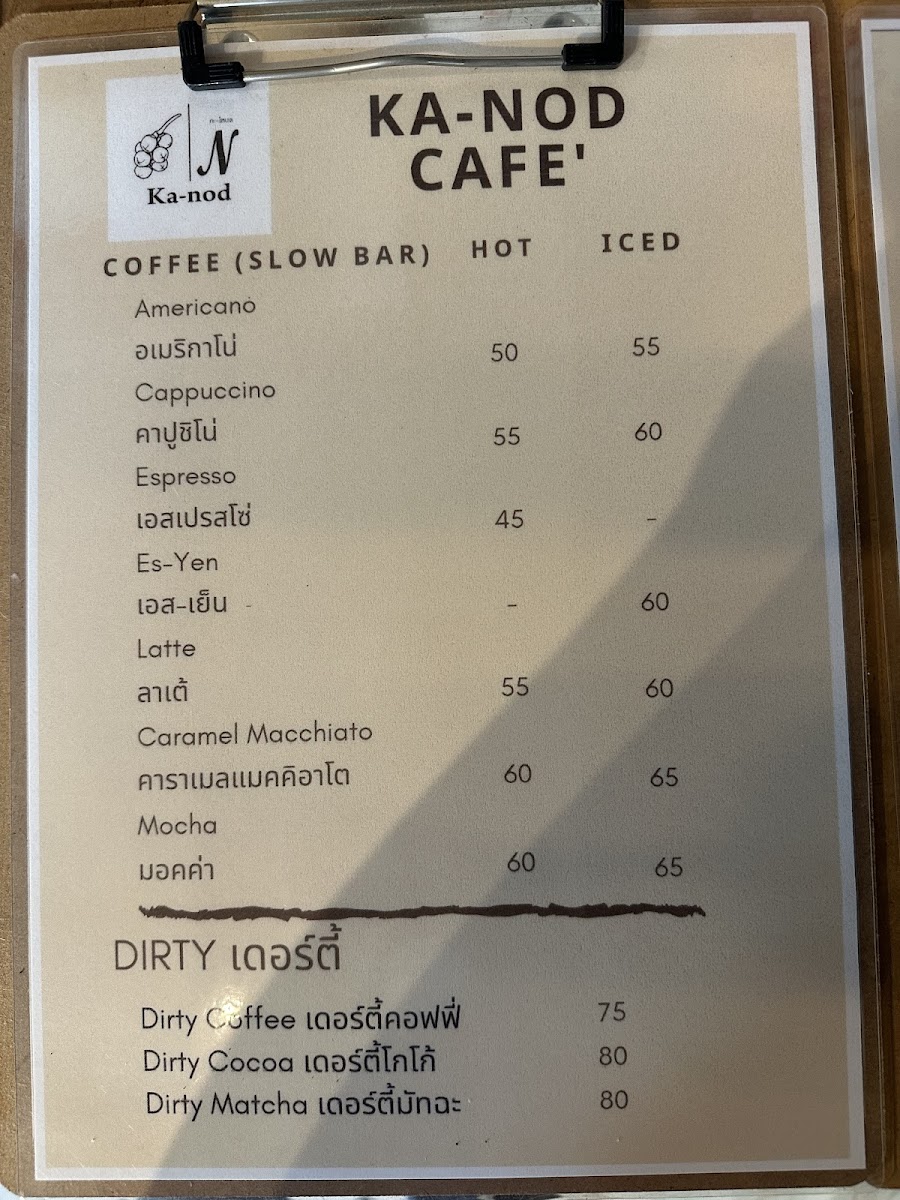 กะ-โหนด
N
Ka-nod
KA-NOD
CAFE'
COFFEE (SLOW BAR) HOT ICED
Americano
อเมริกาโน่ 50 55
Cappuccino
คาปูชิโน่ 55 60
Espresso
เอสเปรสโซ่ 45 -
Es-Yen
เอส-เย็น - - 60
Latte
ลาเต้ 55 60
Caramel Macchiato
คาราเมลแมคคิอาโต 60 65
Mocha
มอคค่า 60 65
DIRTY เดอร์ตี้
Dirty Coffee เดอร์ตี้คอฟฟี่ 75
Dirty Cocoa เดอร์ตี้โกโก้ 80
Dirty Matcha เดอร์ตี้มัทฉะ 80